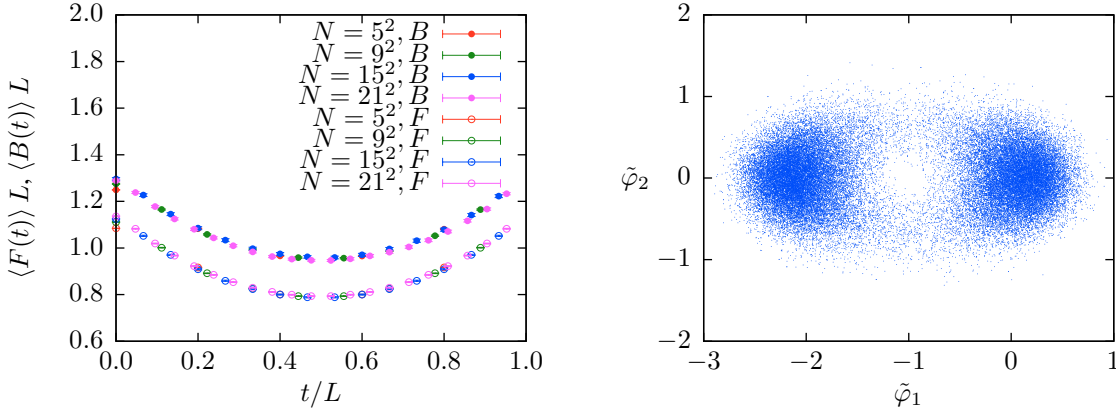 2.0
1.8
1.6
1.4
1.2
1.0
0.8
0.6
0.0 0.2 0.4 0.6 0.8 1.0
t/L
⟨F(t)⟩ L, ⟨B(t)⟩ L
N = 5², B
N = 9², B
N = 15², B
N = 21², B
N = 5², F
N = 9², F
N = 15², F
N = 21², F
2
1
0
−1
−2
−3 −2 −1 0 1
φ̃₁
φ̃₂